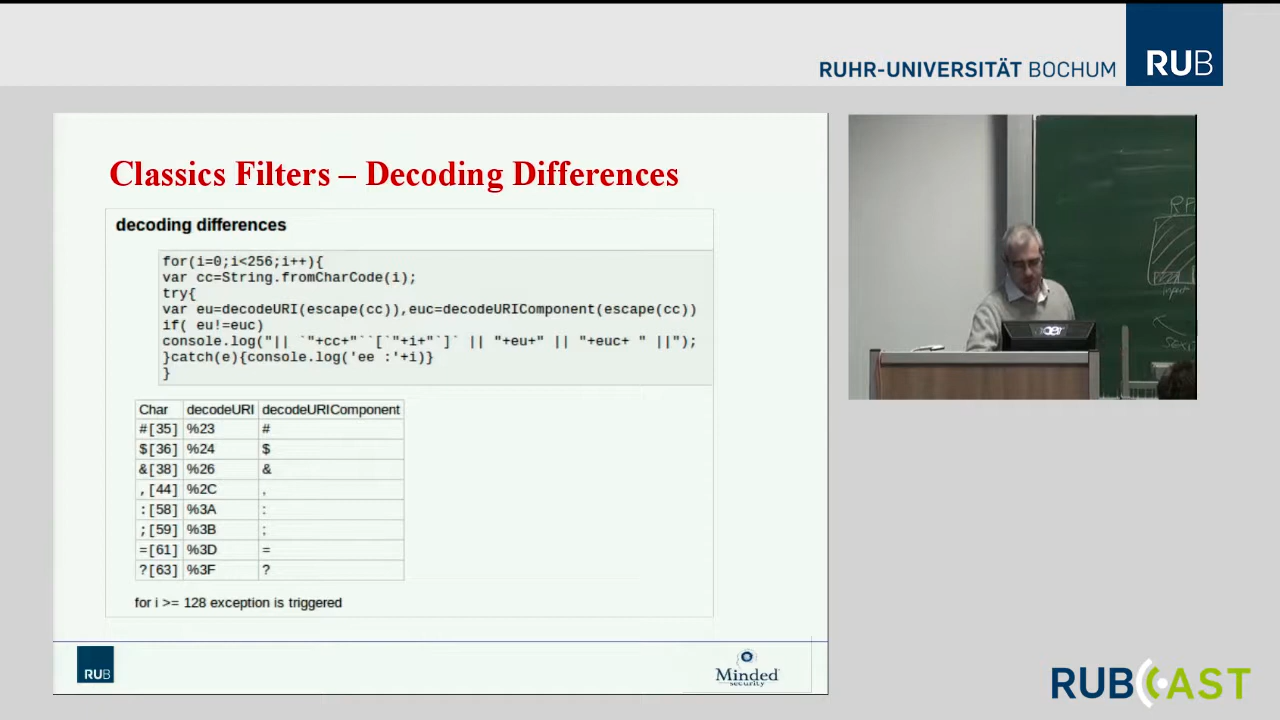 RUHR-UNIVERSITÄT BOCHUM
RUB
Classics Filters – Decoding Differences
decoding differences
for(i=0;i<256;i++){
var cc=String.fromCharCode(i);
try{
var eu=decodeURI(escape(cc)),euc=decodeURIComponent(escape(cc))
if( eu!=euc)
console.log("|| `"+cc+"``[`"+i+"`]` || "+eu+" || "+euc+ " ||");
}catch(e){console.log('ee :'+i)}
}
Char decodeURI decodeURIComponent
#[35] %23 #
$[36] %24 $
&[38] %26 &
,[44] %2C ,
:[58] %3A :
;[59] %3B ;
=[61] %3D =
?[63] %3F ?
for i >= 128 exception is triggered
RUB
Minded
security
acer
RUBCAST